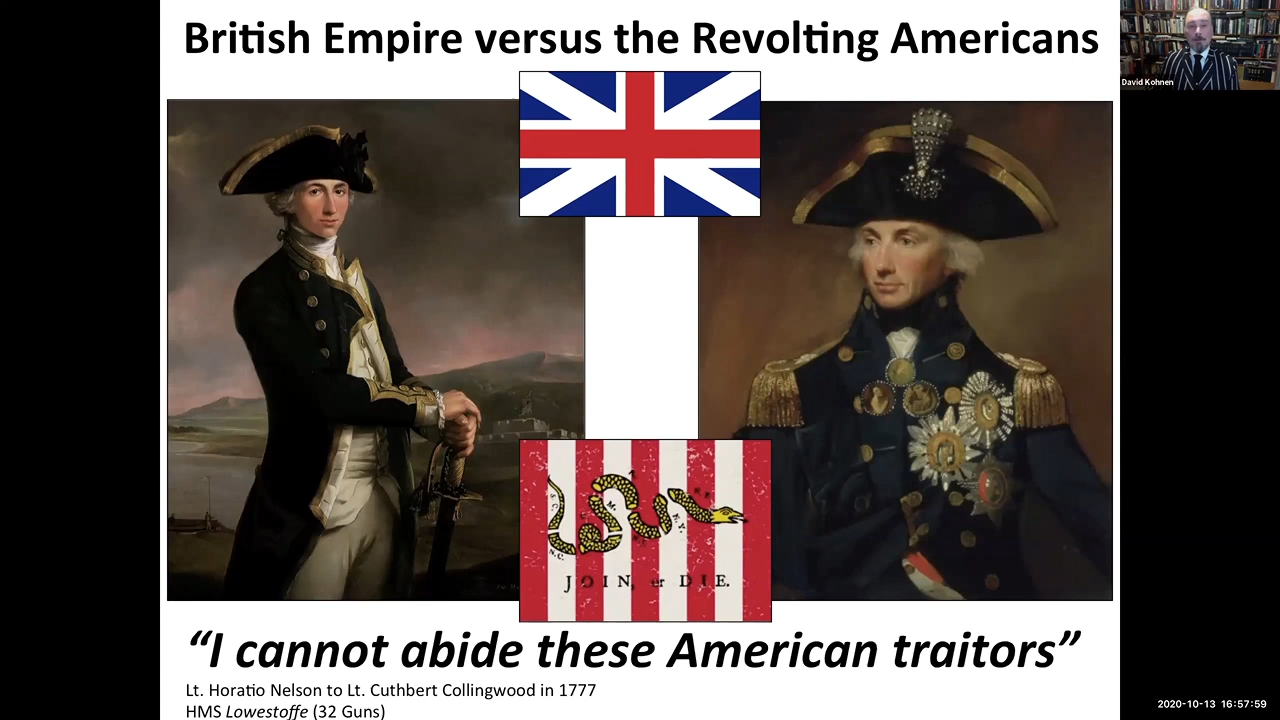 British Empire versus the Revolting Americans
David Kohnen
JOIN, or DIE.
“I cannot abide these American traitors”
Lt. Horatio Nelson to Lt. Cuthbert Collingwood in 1777
HMS Lowestoffe (32 Guns)
2020-10-13 16:57:59